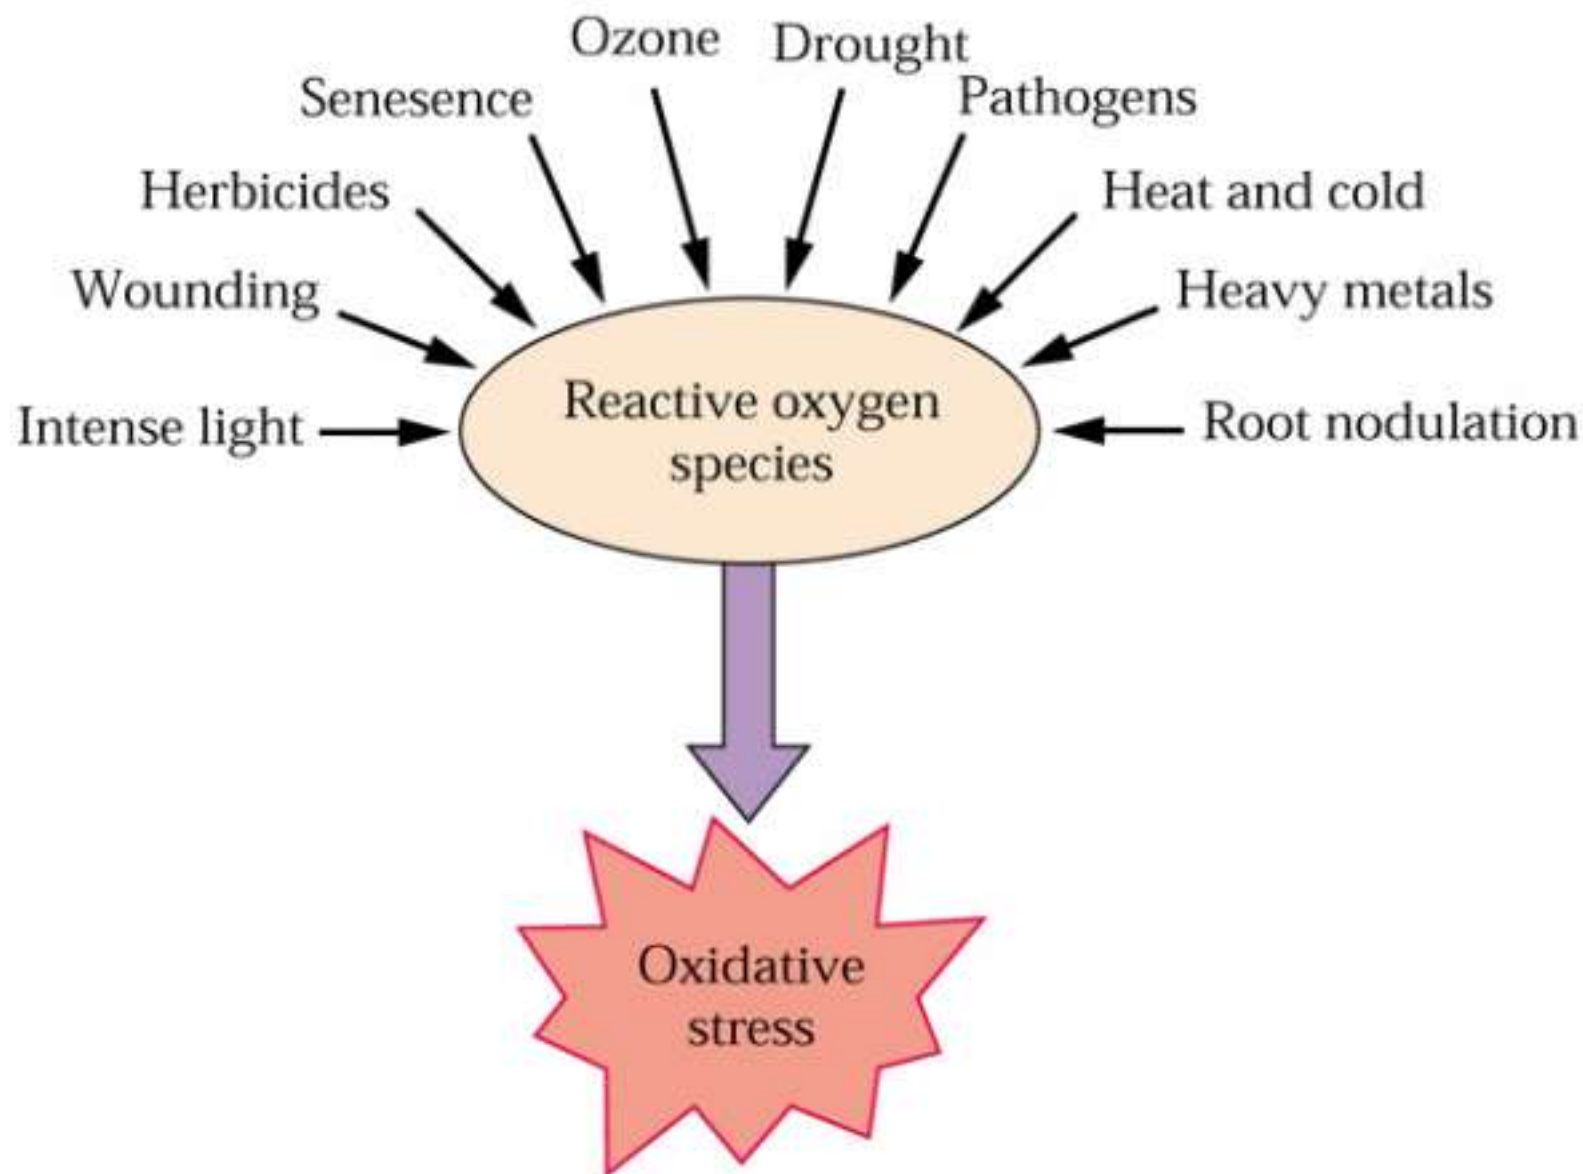 Ozone
Drought
Senesence
Pathogens
Herbicides
Heat and cold
Wounding
Heavy metals
Intense light
Reactive oxygen
species
Root nodulation
Oxidative
stress